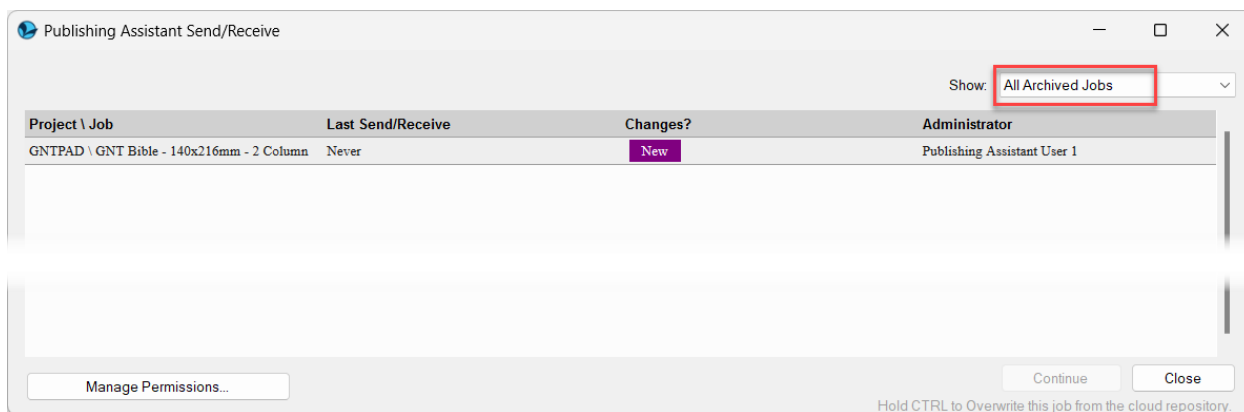 Publishing Assistant Send/Receive
Show: All Archived Jobs
Project \ Job Last Send/Receive Changes? Administrator
GNTPAD \ GNT Bible - 140x216mm - 2 Column Never New Publishing Assistant User 1
Manage Permissions... Continue Close
Hold CTRL to Overwrite this job from the cloud repository.